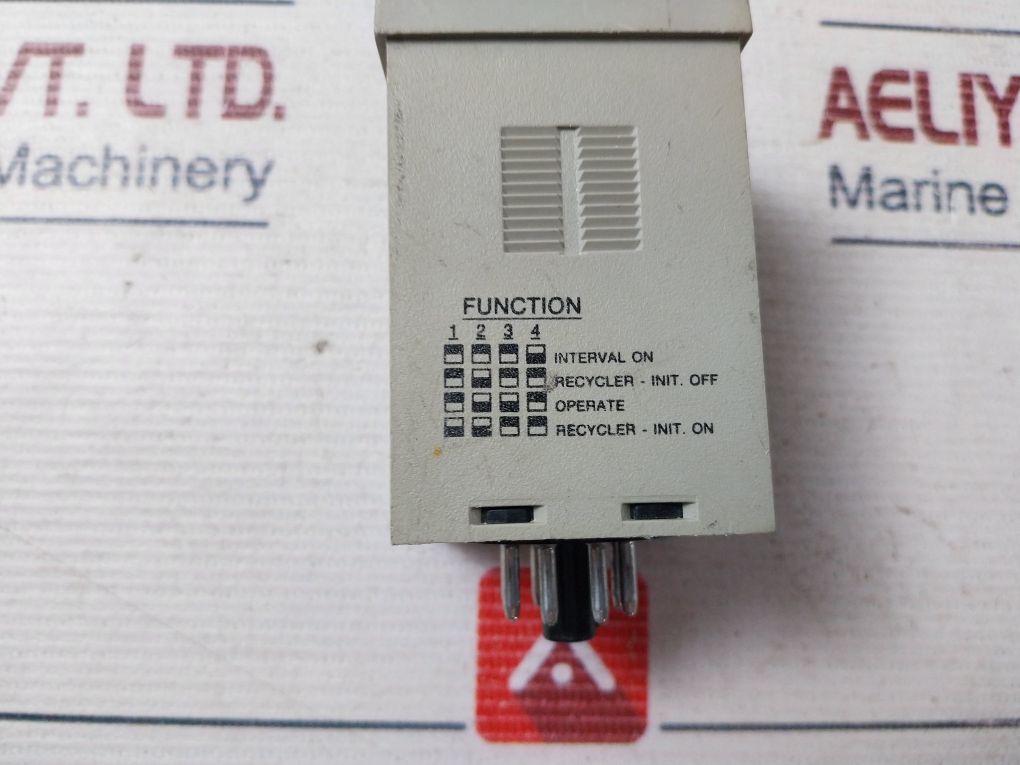 VT. LTD.
Machinery
AELIY
Marine
FUNCTION
1 2 3 4
INTERVAL ON
RECYCLER - INIT. OFF
OPERATE
RECYCLER - INIT. ON